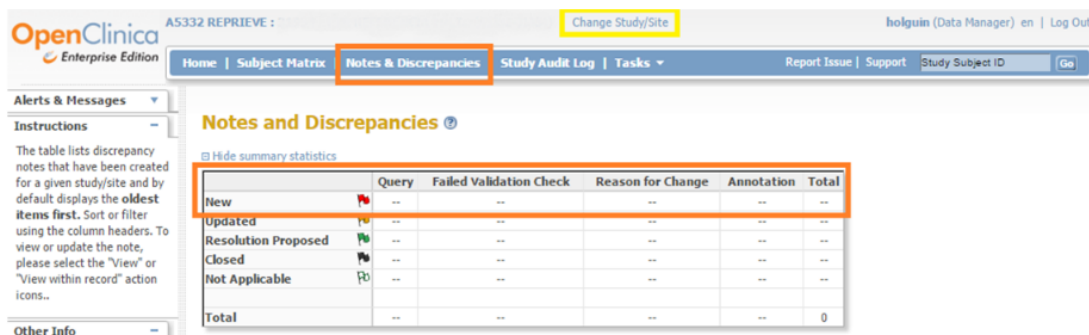 A5332 REPRIEVE :
Change Study/Site
holguin (Data Manager) en | Log Out
OpenClinica
Enterprise Edition
Home | Subject Matrix | Notes & Discrepancies Study Audit Log | Tasks
Report Issue | Support Study Subject ID Go
Alerts & Messages
Instructions
The table lists discrepancy
notes that have been created
for a given study/site and by
default displays the oldest
items first. Sort or filter
using the column headers. To
view or update the note,
please select the "View" or
"View within record" action
icons..
Other Info
Notes and Discrepancies
Hide summary statistics
Query Failed Validation Check Reason for Change Annotation Total
New -- -- -- -- --
Updated -- -- -- -- --
Resolution Proposed -- -- -- -- --
Closed -- -- -- -- --
Not Applicable -- -- -- -- --
Total -- -- -- -- 0